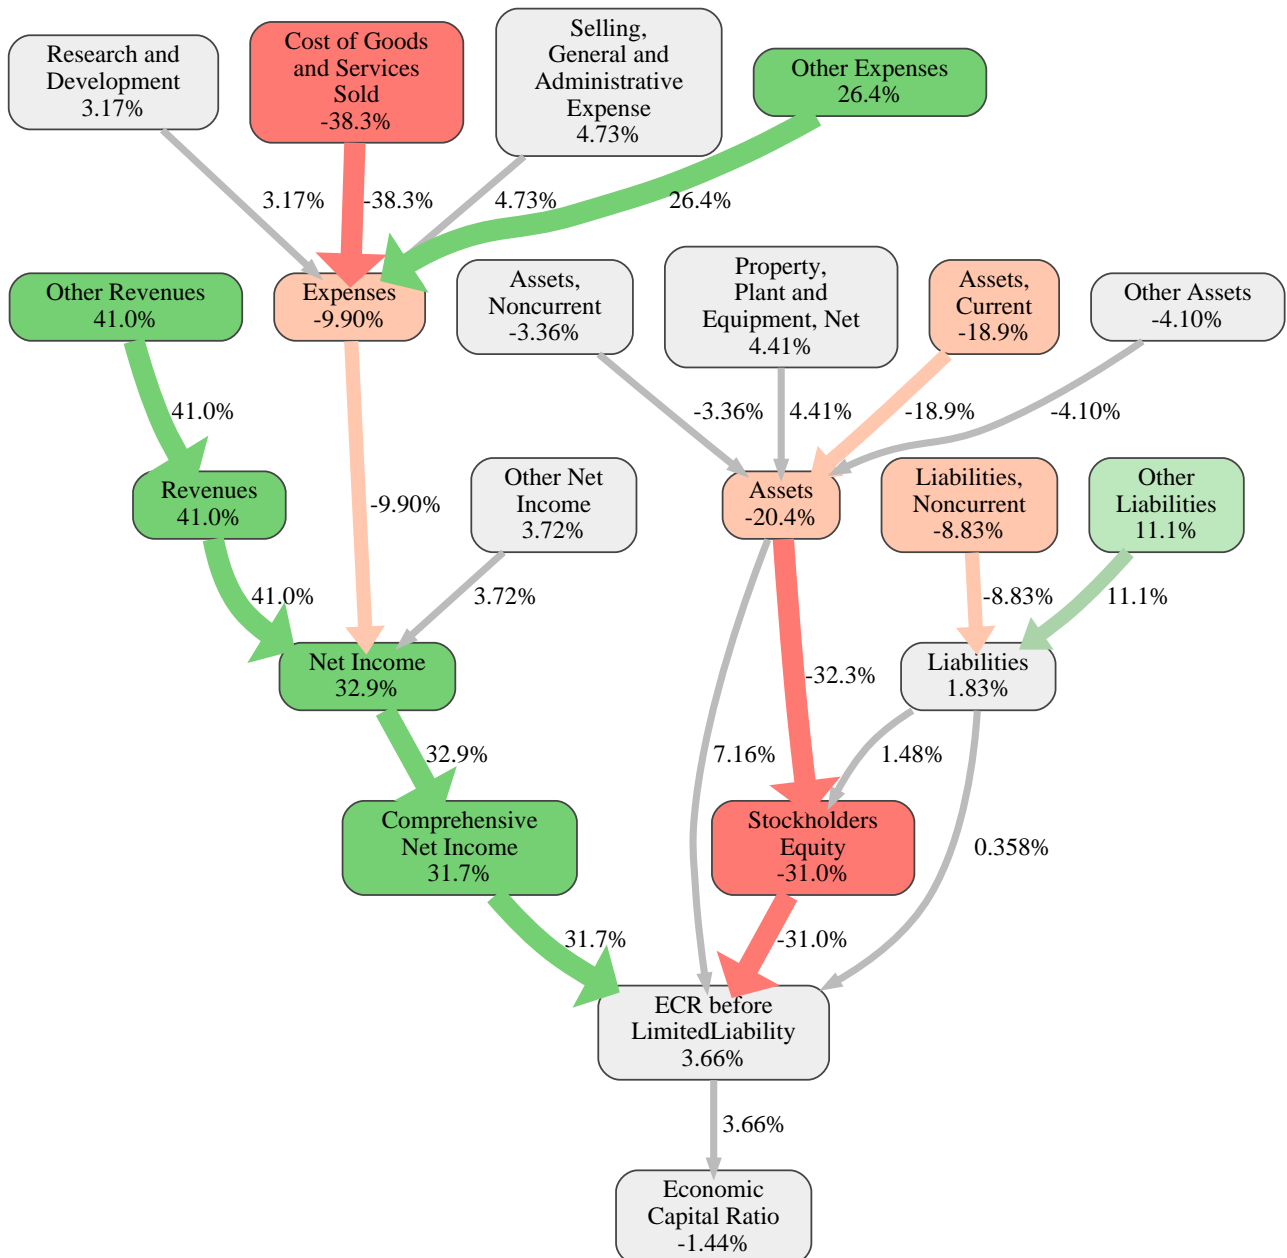 Research and
Development
3.17%
Cost of Goods
and Services
Sold
-38.3%
Selling,
General and
Administrative
Expense
4.73%
Other Expenses
26.4%
3.17%
-38.3%
4.73%
26.4%
Other Revenues
41.0%
Expenses
-9.90%
Assets,
Noncurrent
-3.36%
Property,
Plant and
Equipment, Net
4.41%
Assets,
Current
-18.9%
Other Assets
-4.10%
41.0%
-3.36%
4.41%
-18.9%
-4.10%
Revenues
41.0%
-9.90%
Other Net
Income
3.72%
Assets
-20.4%
Liabilities,
Noncurrent
-8.83%
Other
Liabilities
11.1%
41.0%
3.72%
-8.83%
11.1%
Net Income
32.9%
-32.3%
Liabilities
1.83%
32.9%
7.16%
1.48%
Comprehensive
Net Income
31.7%
Stockholders
Equity
-31.0%
0.358%
31.7%
-31.0%
ECR before
LimitedLiability
3.66%
3.66%
Economic
Capital Ratio
-1.44%